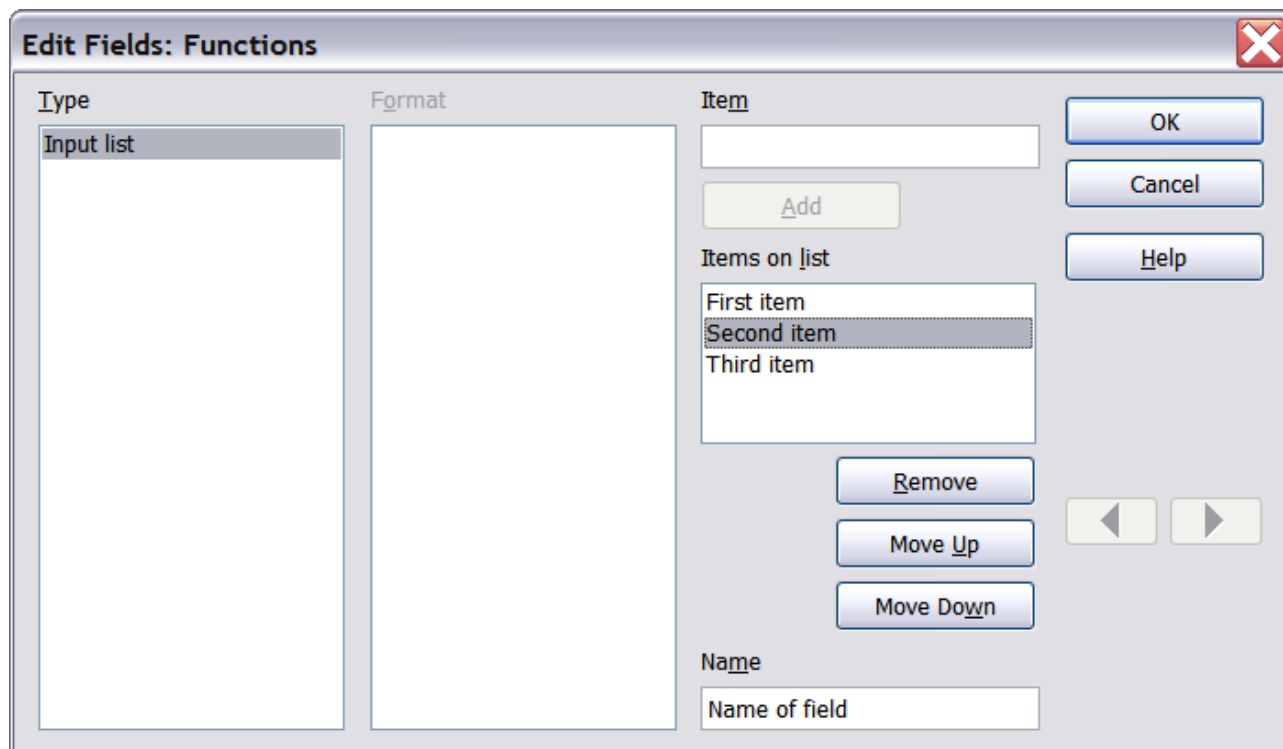 Edit Fields: Functions
Type
Format
Item
Input list
OK
Cancel
Add
Items on list
Help
First item
Second item
Third item
Remove
Move Up
Move Down
Name
Name of field